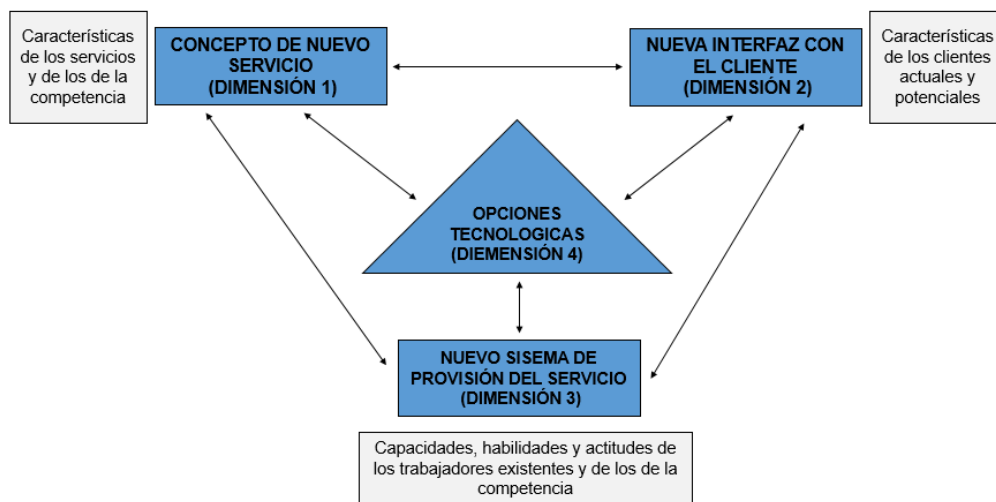 Características
de los servicios
y de los de la
competencia
CONCEPTO DE NUEVO
SERVICIO
(DIMENSIÓN 1)
NUEVA INTERFAZ CON
EL CLIENTE
(DIMENSIÓN 2)
Características
de los clientes
actuales y
potenciales
OPCIONES
TECNOLOGICAS
(DIEMENSIÓN 4)
NUEVO SISEMA DE
PROVISIÓN DEL SERVICIO
(DIMENSIÓN 3)
Capacidades, habilidades y actitudes de
los trabajadores existentes y de los de la
competencia